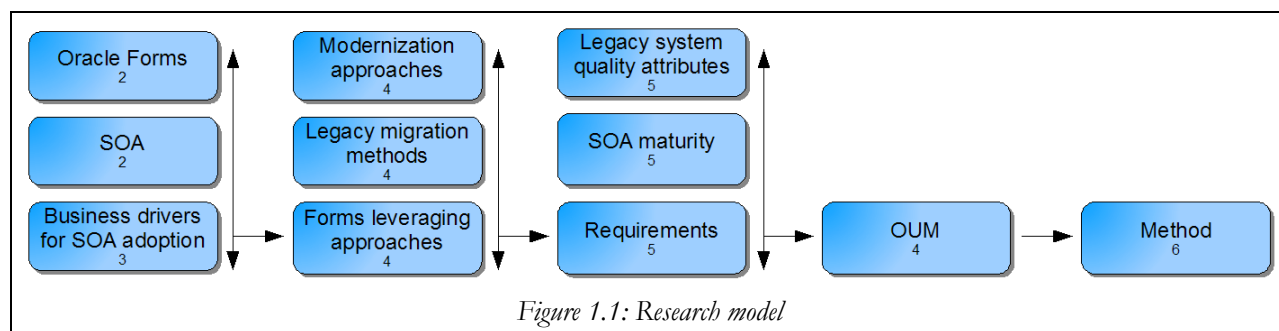 Oracle Forms
2
SOA
2
Business drivers
for SOA adoption
3
Modernization
approaches
4
Legacy migration
methods
4
Forms leveraging
approaches
4
Legacy system
quality attributes
5
SOA maturity
5
Requirements
5
OUM
4
Method
6
Figure 1.1: Research model